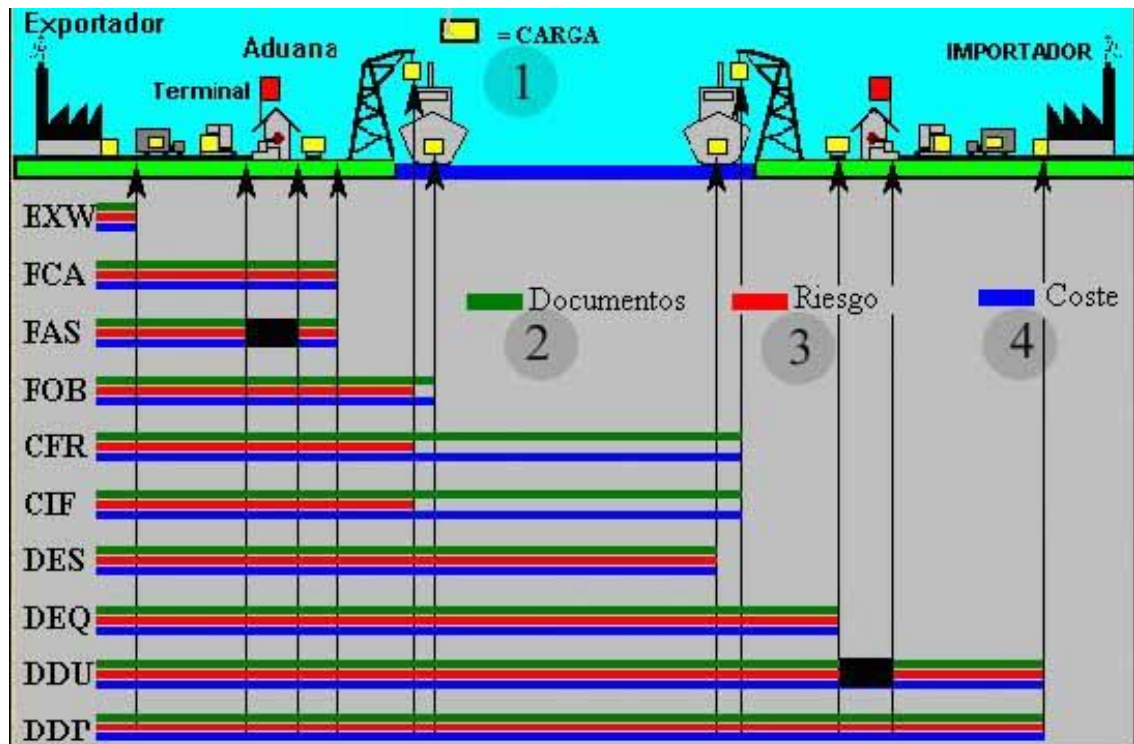 Exportador
Aduana
= CARGA
1
IMPORTADOR
Terminal
EXW
FCA
Documentos
Riesgo
Coste
FAS
2
3
4
FOB
CFR
CIF
DES
DEQ
DDU
DDP